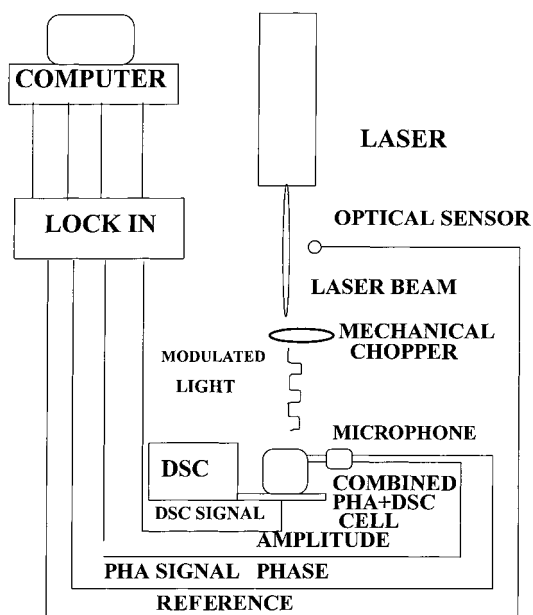 COMPUTER
LASER
LOCK IN
OPTICAL SENSOR
LASER BEAM
MECHANICAL
CHOPPER
MODULATED
LIGHT
MICROPHONE
DSC
COMBINED
PHA+DSC
CELL
DSC SIGNAL
AMPLITUDE
PHA SIGNAL PHASE
REFERENCE